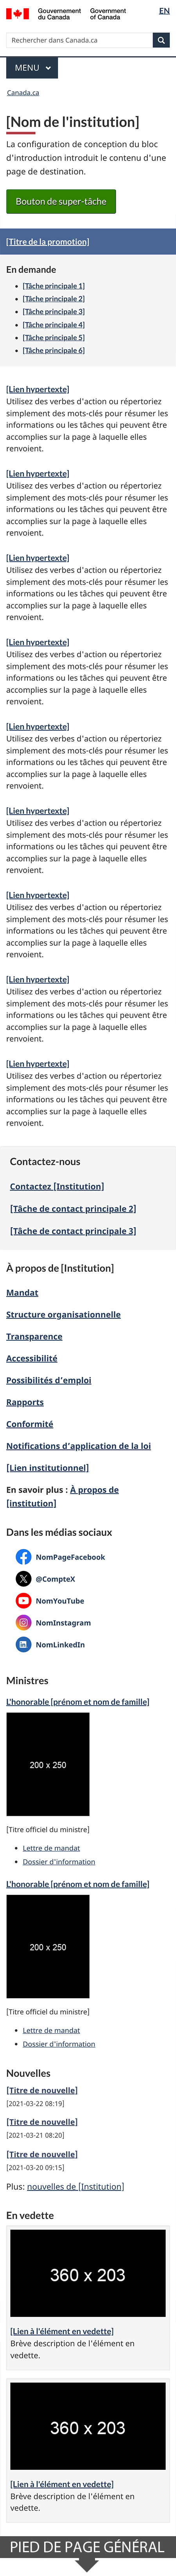 Gouvernement
du Canada
Government
of Canada
EN
Rechercher dans Canada.ca
MENU
Canada.ca
[Nom de l'institution]
La configuration de conception du bloc
d'introduction introduit le contenu d'une
page de destination.
Bouton de super-tâche
[Titre de la promotion]
En demande
[Tâche principale 1]
[Tâche principale 2]
[Tâche principale 3]
[Tâche principale 4]
[Tâche principale 5]
[Tâche principale 6]
[Lien hypertexte]
Utilisez des verbes d'action ou répertoriez
simplement des mots-clés pour résumer les
informations ou les tâches qui peuvent être
accomplies sur la page à laquelle elles
renvoient.
[Lien hypertexte]
Utilisez des verbes d'action ou répertoriez
simplement des mots-clés pour résumer les
informations ou les tâches qui peuvent être
accomplies sur la page à laquelle elles
renvoient.
[Lien hypertexte]
Utilisez des verbes d'action ou répertoriez
simplement des mots-clés pour résumer les
informations ou les tâches qui peuvent être
accomplies sur la page à laquelle elles
renvoient.
[Lien hypertexte]
Utilisez des verbes d'action ou répertoriez
simplement des mots-clés pour résumer les
informations ou les tâches qui peuvent être
accomplies sur la page à laquelle elles
renvoient.
[Lien hypertexte]
Utilisez des verbes d'action ou répertoriez
simplement des mots-clés pour résumer les
informations ou les tâches qui peuvent être
accomplies sur la page à laquelle elles
renvoient.
[Lien hypertexte]
Utilisez des verbes d'action ou répertoriez
simplement des mots-clés pour résumer les
informations ou les tâches qui peuvent être
accomplies sur la page à laquelle elles
renvoient.
[Lien hypertexte]
Utilisez des verbes d'action ou répertoriez
simplement des mots-clés pour résumer les
informations ou les tâches qui peuvent être
accomplies sur la page à laquelle elles
renvoient.
[Lien hypertexte]
Utilisez des verbes d'action ou répertoriez
simplement des mots-clés pour résumer les
informations ou les tâches qui peuvent être
accomplies sur la page à laquelle elles
renvoient.
[Lien hypertexte]
Utilisez des verbes d'action ou répertoriez
simplement des mots-clés pour résumer les
informations ou les tâches qui peuvent être
accomplies sur la page à laquelle elles
renvoient.
Contactez-nous
Contactez [Institution]
[Tâche de contact principale 2]
[Tâche de contact principale 3]
À propos de [Institution]
Mandat
Structure organisationnelle
Transparence
Accessibilité
Possibilités d'emploi
Rapports
Conformité
Notifications d'application de la loi
[Lien institutionnel]
En savoir plus : À propos de
[institution]
Dans les médias sociaux
NomPageFacebook
@CompteX
NomYouTube
NomInstagram
NomLinkedIn
Ministres
L'honorable [prénom et nom de famille]
200 x 250
[Titre officiel du ministre]
Lettre de mandat
Dossier d'information
L'honorable [prénom et nom de famille]
200 x 250
[Titre officiel du ministre]
Lettre de mandat
Dossier d'information
Nouvelles
[Titre de nouvelle]
[2021-03-22 08:19]
[Titre de nouvelle]
[2021-03-21 08:20]
[Titre de nouvelle]
[2021-03-20 09:15]
Plus: nouvelles de [Institution]
En vedette
360 x 203
[Lien à l'élément en vedette]
Brève description de l'élément en
vedette.
360 x 203
[Lien à l'élément en vedette]
Brève description de l'élément en
vedette.
PIED DE PAGE GÉNÉRAL